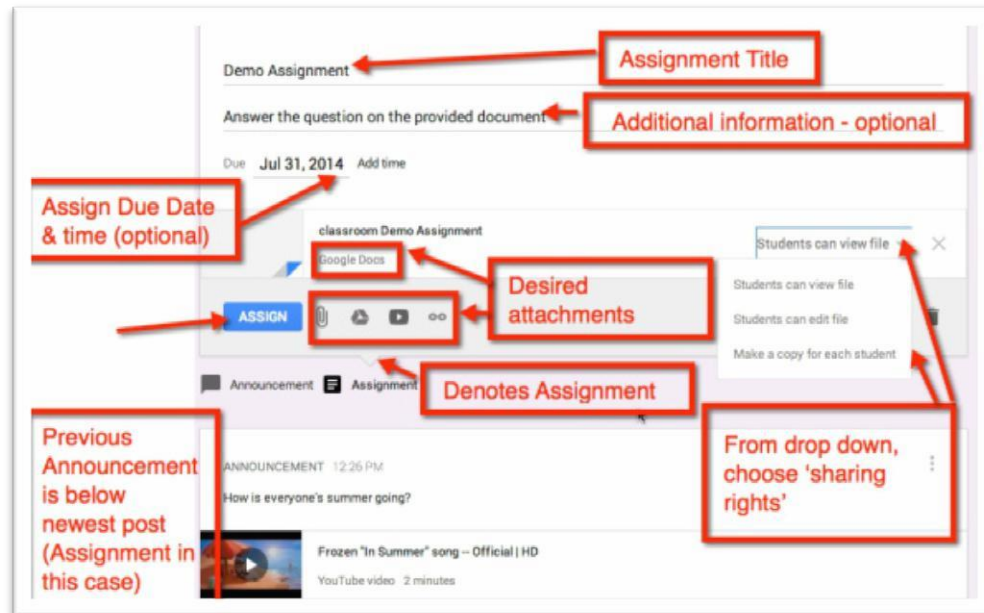 Demo Assignment
Assignment Title
Answer the question on the provided document
Additional information - optional
Due Jul 31, 2014 Add time
Assign Due Date
& time (optional)
classroom Demo Assignment
Google Docs
Students can view file
Desired
attachments
Students can view file
Students can edit file
Make a copy for each student
ASSIGN
Announcement Assignment
Denotes Assignment
Previous
Announcement
is below
newest post
(Assignment in
this case)
From drop down,
choose ‘sharing
rights’
ANNOUNCEMENT 12:26 PM
How is everyone's summer going?
Frozen "In Summer" song -- Official | HD
YouTube video 2 minutes